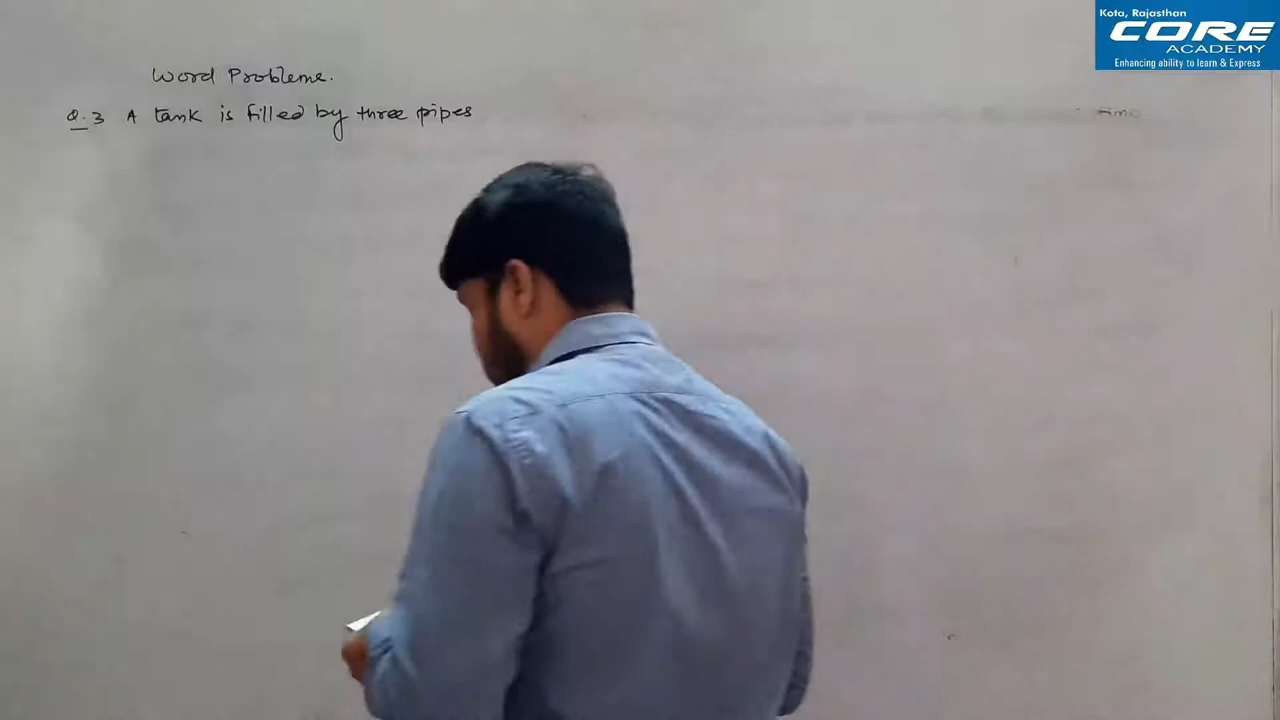 Kota, Rajasthan
CORE
ACADEMY
Enhancing ability to learn & Express
Word Probleme.
Q.3 A tank is filled by three pipes